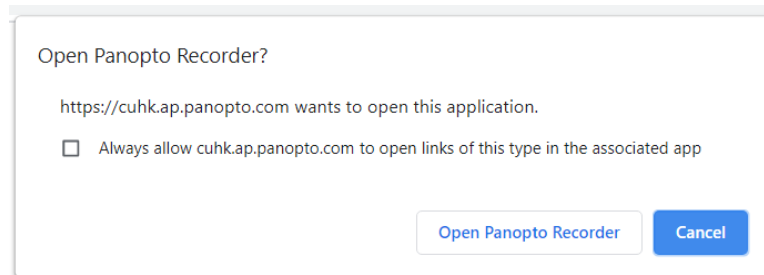 Open Panopto Recorder?
https://cuhk.ap.panopto.com wants to open this application.
Always allow cuhk.ap.panopto.com to open links of this type in the associated app
Open Panopto Recorder Cancel